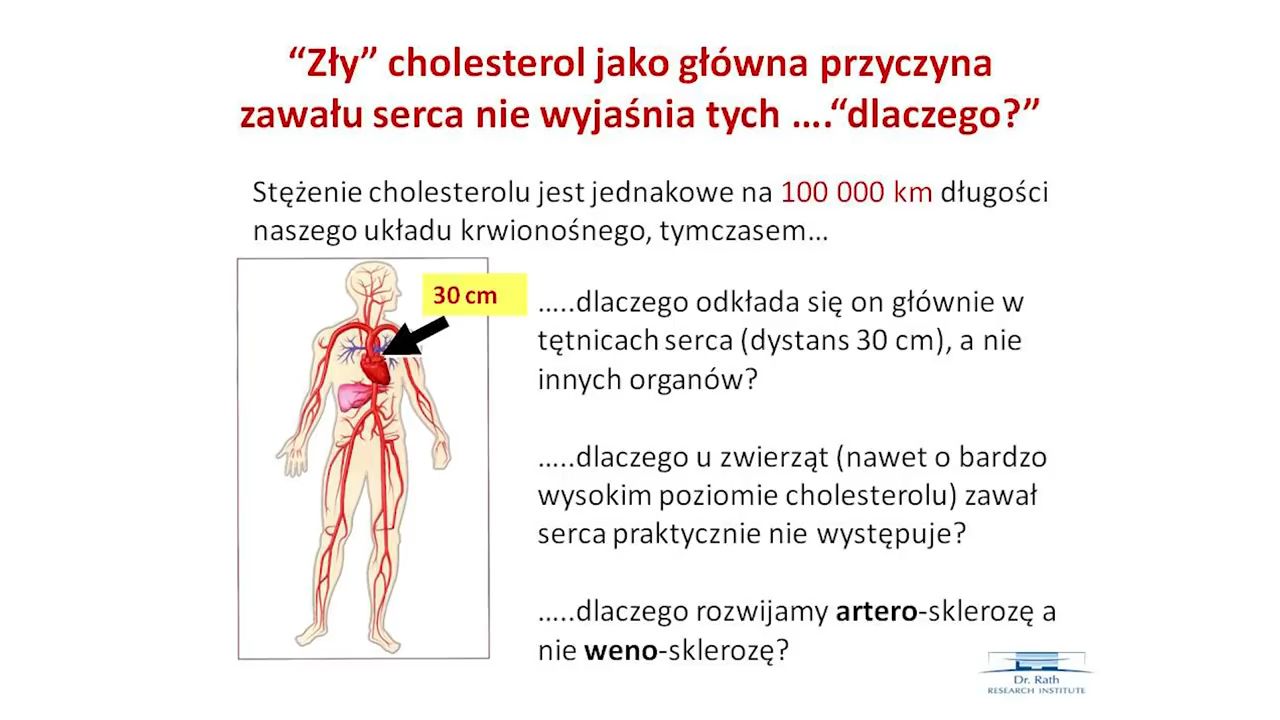 “Zły” cholesterol jako główna przyczyna
zawału serca nie wyjaśnia tych ….“dlaczego?”
Stężenie cholesterolu jest jednakowe na 100 000 km długości
naszego układu krwionośnego, tymczasem…
30 cm
…..dlaczego odkłada się on głównie w
tętnicach serca (dystans 30 cm), a nie
innych organów?
…..dlaczego u zwierząt (nawet o bardzo
wysokim poziomie cholesterolu) zawał
serca praktycznie nie występuje?
…..dlaczego rozwijamy artero-sklerozę a
nie weno-sklerozę?
Dr. Rath
RESEARCH INSTITUTE